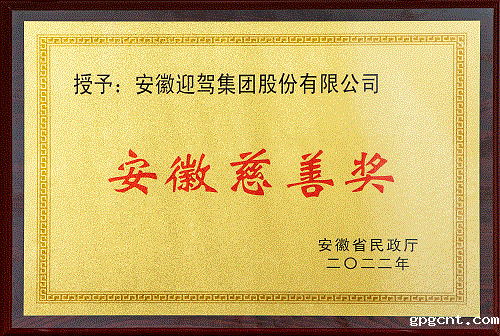 授予：安徽迎驾集团股份有限公司
安徽慈善奖
安徽省民政厅
二〇二二年
gpgcnt.com